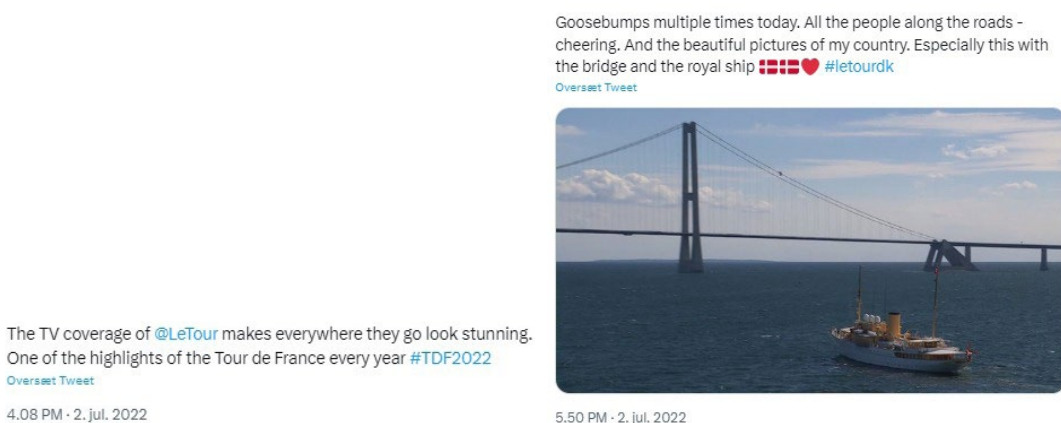 The TV coverage of @LeTour makes everywhere they go look stunning.
One of the highlights of the Tour de France every year #TDF2022
Oversæt Tweet
4.08 PM · 2. jul. 2022
Goosebumps multiple times today. All the people along the roads -
cheering. And the beautiful pictures of my country. Especially this with
the bridge and the royal ship 🇩🇰🇩🇰❤️ #letourdk
Oversæt Tweet
5.50 PM · 2. jul. 2022